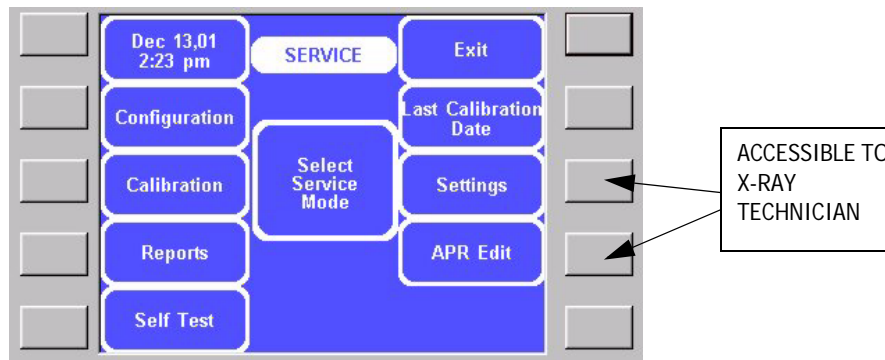 Dec 13,01
2:23 pm
SERVICE
Exit
Configuration
Last Calibration
Date
Calibration
Select
Service
Mode
Settings
Reports
APR Edit
Self Test
ACCESSIBLE TO
X-RAY
TECHNICIAN